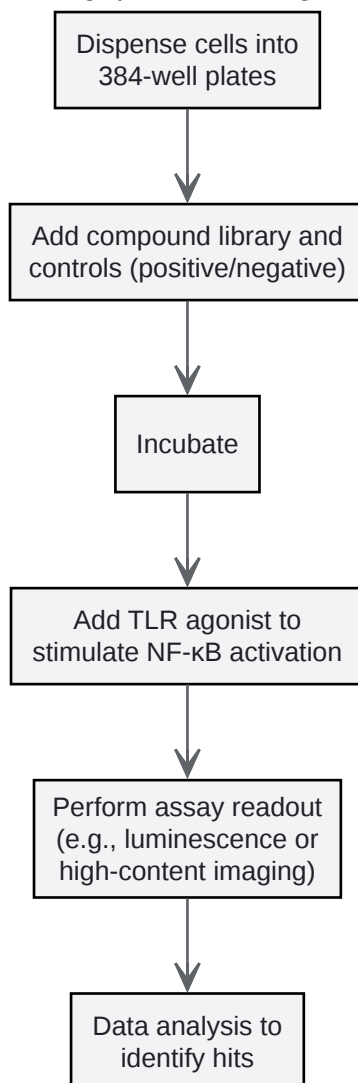 Dispense cells into
384-well plates
Add compound library and
controls (positive/negative)
Incubate
Add TLR agonist to
stimulate NF-κB activation
Perform assay readout
(e.g., luminescence or
high-content imaging)
Data analysis to
identify hits